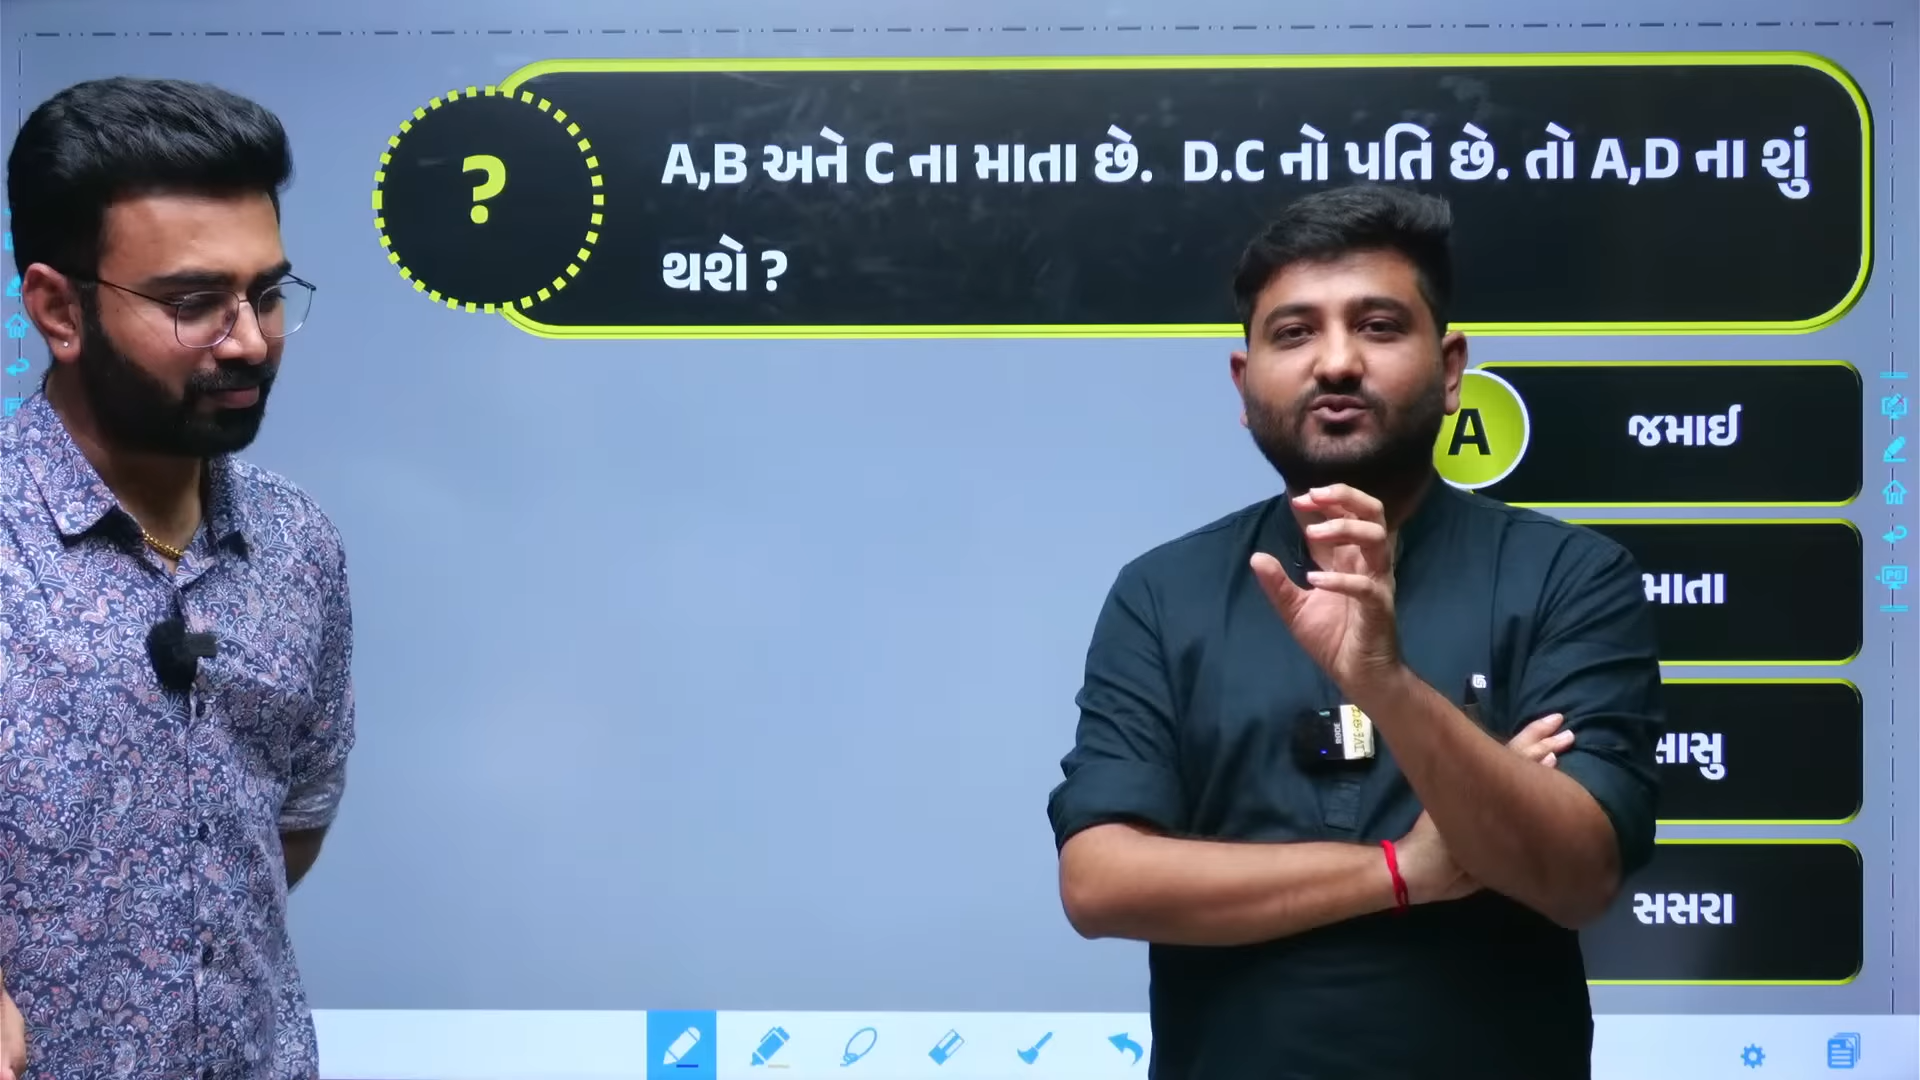 ?
A,B અને C ના માતા છે. D.C નો પતિ છે. તો A,D ના શું
થશે ?
A
જમાઈ
માતા
સાસુ
સસરા